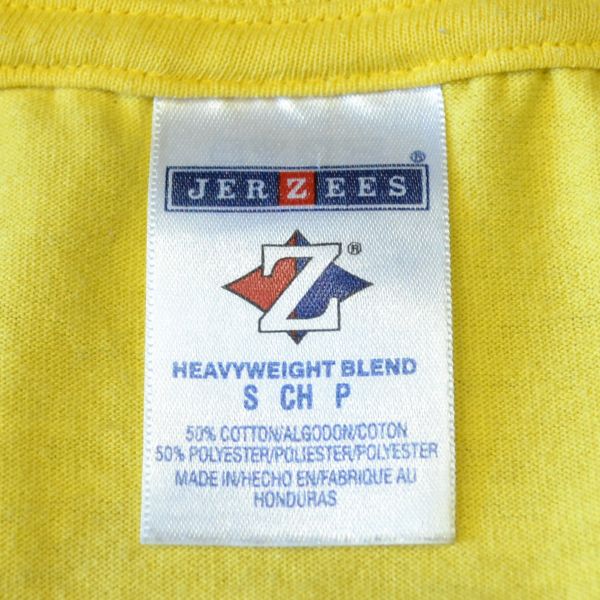 ®
JERZEES
Z®
HEAVYWEIGHT BLEND
S CH P
50% COTTON/ALGODON/COTON
50% POLYESTER/POLIESTER/POLYESTER
MADE IN/HECHO EN/FABRIQUE AU
HONDURAS